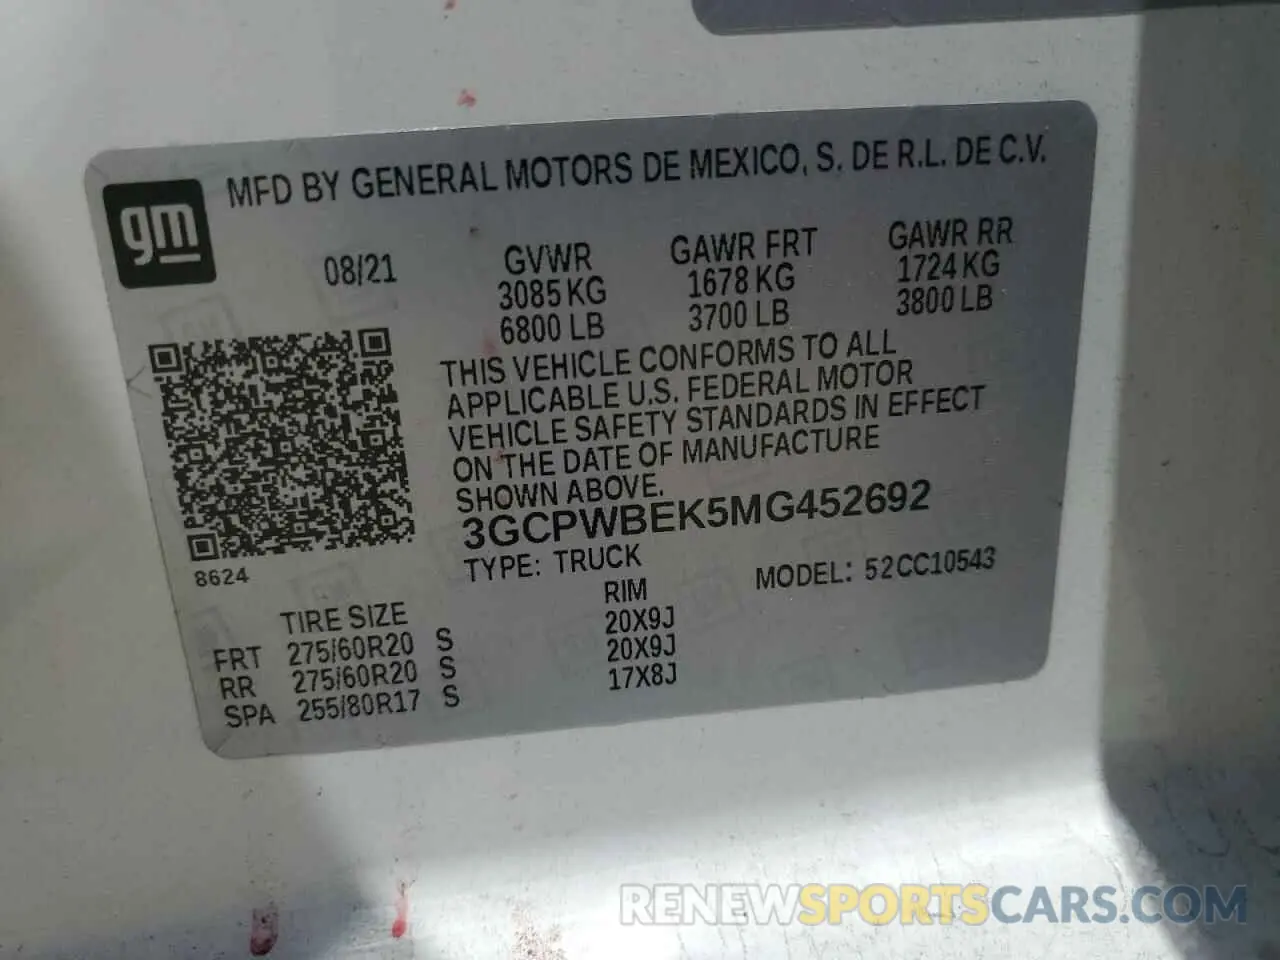 gm
MFD BY GENERAL MOTORS DE MEXICO, S. DE R.L. DE C.V.
08/21
GVWR
3085 KG
6800 LB
GAWR FRT
1678 KG
3700 LB
GAWR RR
1724 KG
3800 LB
THIS VEHICLE CONFORMS TO ALL
APPLICABLE U.S. FEDERAL MOTOR
VEHICLE SAFETY STANDARDS IN EFFECT
ON THE DATE OF MANUFACTURE
SHOWN ABOVE.
3GCPWBEK5MG452692
TYPE: TRUCK
MODEL: 52CC10543
8624
TIRE SIZE RIM
FRT 275/60R20 S 20X9J
RR 275/60R20 S 20X9J
SPA 255/80R17 S 17X8J
RENEWSPORTSCARS.COM